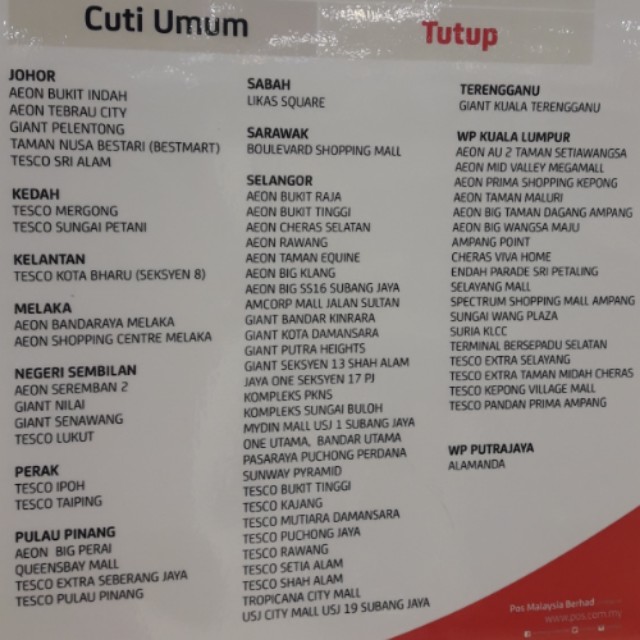 Cuti Umum
Tutup
JOHOR
AEON BUKIT INDAH
AEON TEBRAU CITY
GIANT PELENTONG
TAMAN NUSA BESTARI (BESTMART)
TESCO SRI ALAM
KEDAH
TESCO MERGONG
TESCO SUNGAI PETANI
KELANTAN
TESCO KOTA BHARU (SEKSYEN 8)
MELAKA
AEON BANDARAYA MELAKA
AEON SHOPPING CENTRE MELAKA
NEGERI SEMBILAN
AEON SEREMBAN 2
GIANT NILAI
GIANT SENAWANG
TESCO LUKUT
PERAK
TESCO IPOH
TESCO TAIPING
PULAU PINANG
AEON BIG PERAI
QUEENSBAY MALL
TESCO EXTRA SEBERANG JAYA
TESCO PULAU PINANG
SABAH
LIKAS SQUARE
SARAWAK
BOULEVARD SHOPPING MALL
SELANGOR
AEON BUKIT RAJA
AEON BUKIT TINGGI
AEON CHERAS SELATAN
AEON RAWANG
AEON TAMAN EQUINE
AEON BIG KLANG
AEON BIG SS16 SUBANG JAYA
AMCORP MALL JALAN SULTAN
GIANT BANDAR KINRARA
GIANT KOTA DAMANSARA
GIANT PUTRA HEIGHTS
GIANT SEKSYEN 13 SHAH ALAM
JAYA ONE SEKSYEN 17 PJ
KOMPLEKS PKNS
KOMPLEKS SUNGAI BULOH
MYDIN MALL USJ 1 SUBANG JAYA
ONE UTAMA, BANDAR UTAMA
PASARAYA PUCHONG PERDANA
SUNWAY PYRAMID
TESCO BUKIT TINGGI
TESCO KAJANG
TESCO MUTIARA DAMANSARA
TESCO PUCHONG JAYA
TESCO RAWANG
TESCO SETIA ALAM
TESCO SHAH ALAM
TROPICANA CITY MALL
USJ CITY MALL USJ 19 SUBANG JAYA
TERENGGANU
GIANT KUALA TERENGGANU
WP KUALA LUMPUR
AEON AU 2 TAMAN SETIAWANGSA
AEON MID VALLEY MEGAMALL
AEON PRIMA SHOPPING KEPONG
AEON TAMAN MALURI
AEON BIG TAMAN DAGANG AMPANG
AEON BIG WANGSA MAJU
AMPANG POINT
CHERAS VIVA HOME
ENDAH PARADE SRI PETALING
SELAYANG MALL
SPECTRUM SHOPPING MALL AMPANG
SUNGAI WANG PLAZA
SURIA KLCC
TERMINAL BERSEPADU SELATAN
TESCO EXTRA SELAYANG
TESCO EXTRA TAMAN MIDAH CHERAS
TESCO KEPONG VILLAGE MALL
TESCO PANDAN PRIMA AMPANG
WP PUTRAJAYA
ALAMANDA
Pos Malaysia Berhad
www.pos.com.my